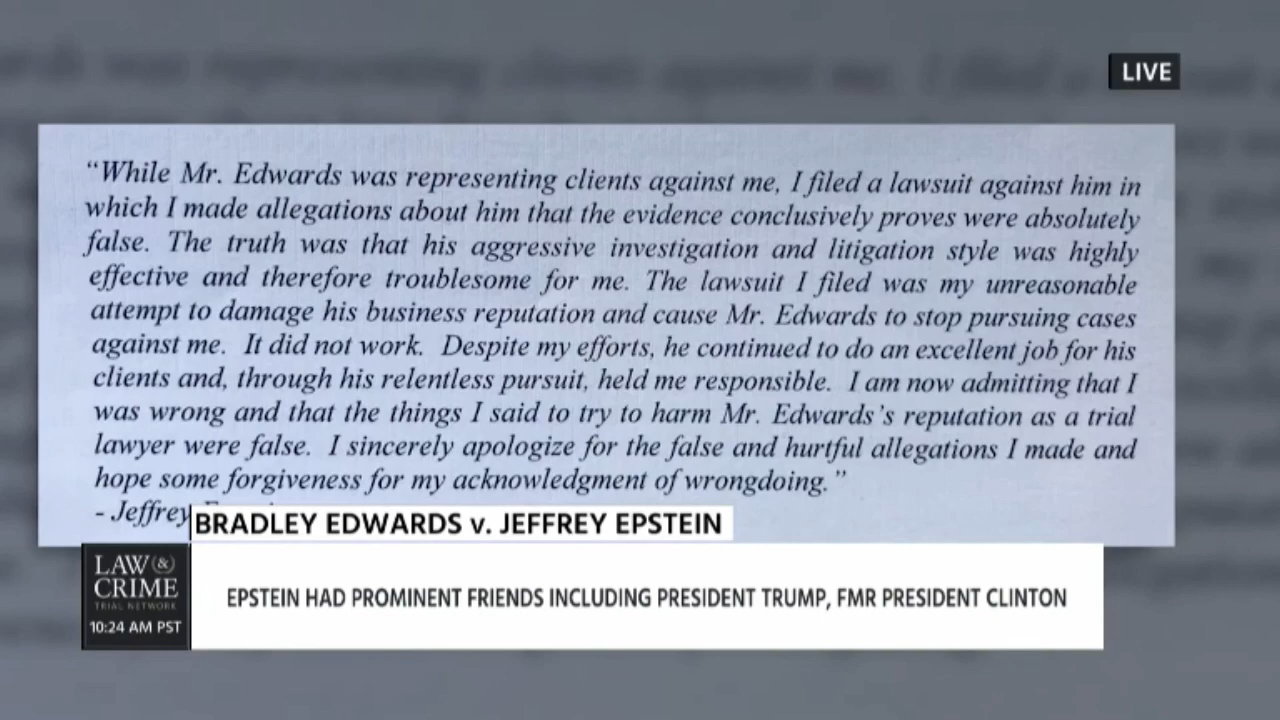 LIVE
“While Mr. Edwards was representing clients against me, I filed a lawsuit against him in
which I made allegations about him that the evidence conclusively proves were absolutely
false. The truth was that his aggressive investigation and litigation style was highly
effective and therefore troublesome for me. The lawsuit I filed was my unreasonable
attempt to damage his business reputation and cause Mr. Edwards to stop pursuing cases
against me. It did not work. Despite my efforts, he continued to do an excellent job for his
clients and, through his relentless pursuit, held me responsible. I am now admitting that I
was wrong and that the things I said to try to harm Mr. Edwards’s reputation as a trial
lawyer were false. I sincerely apologize for the false and hurtful allegations I made and
hope some forgiveness for my acknowledgment of wrongdoing.”
- Jeffrey
BRADLEY EDWARDS v. JEFFREY EPSTEIN
LAW &
CRIME
TRIAL NETWORK
10:24 AM PST
EPSTEIN HAD PROMINENT FRIENDS INCLUDING PRESIDENT TRUMP, FMR PRESIDENT CLINTON